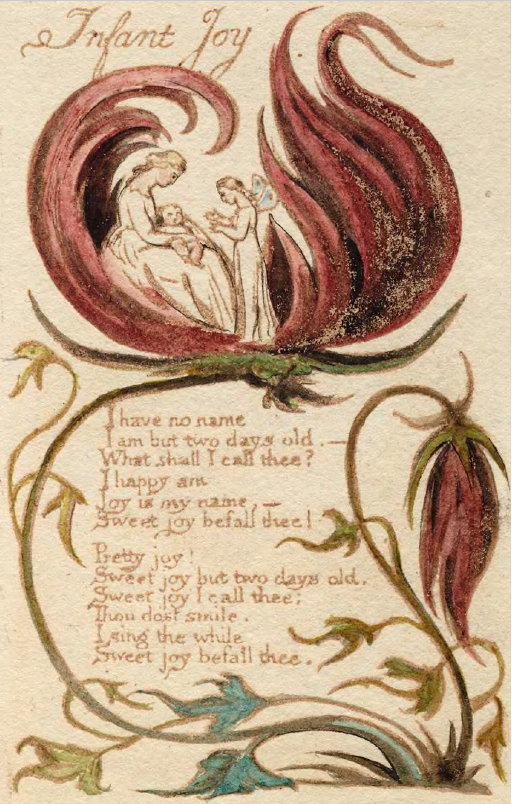 Infant Joy
I have no name
I am but two days old. —
What shall I call thee?
I happy am
Joy is my name, —
Sweet joy befall thee!
Pretty joy!
Sweet joy but two days old.
Sweet joy I call thee;
Thou dost smile.
I sing the while
Sweet joy befall thee.